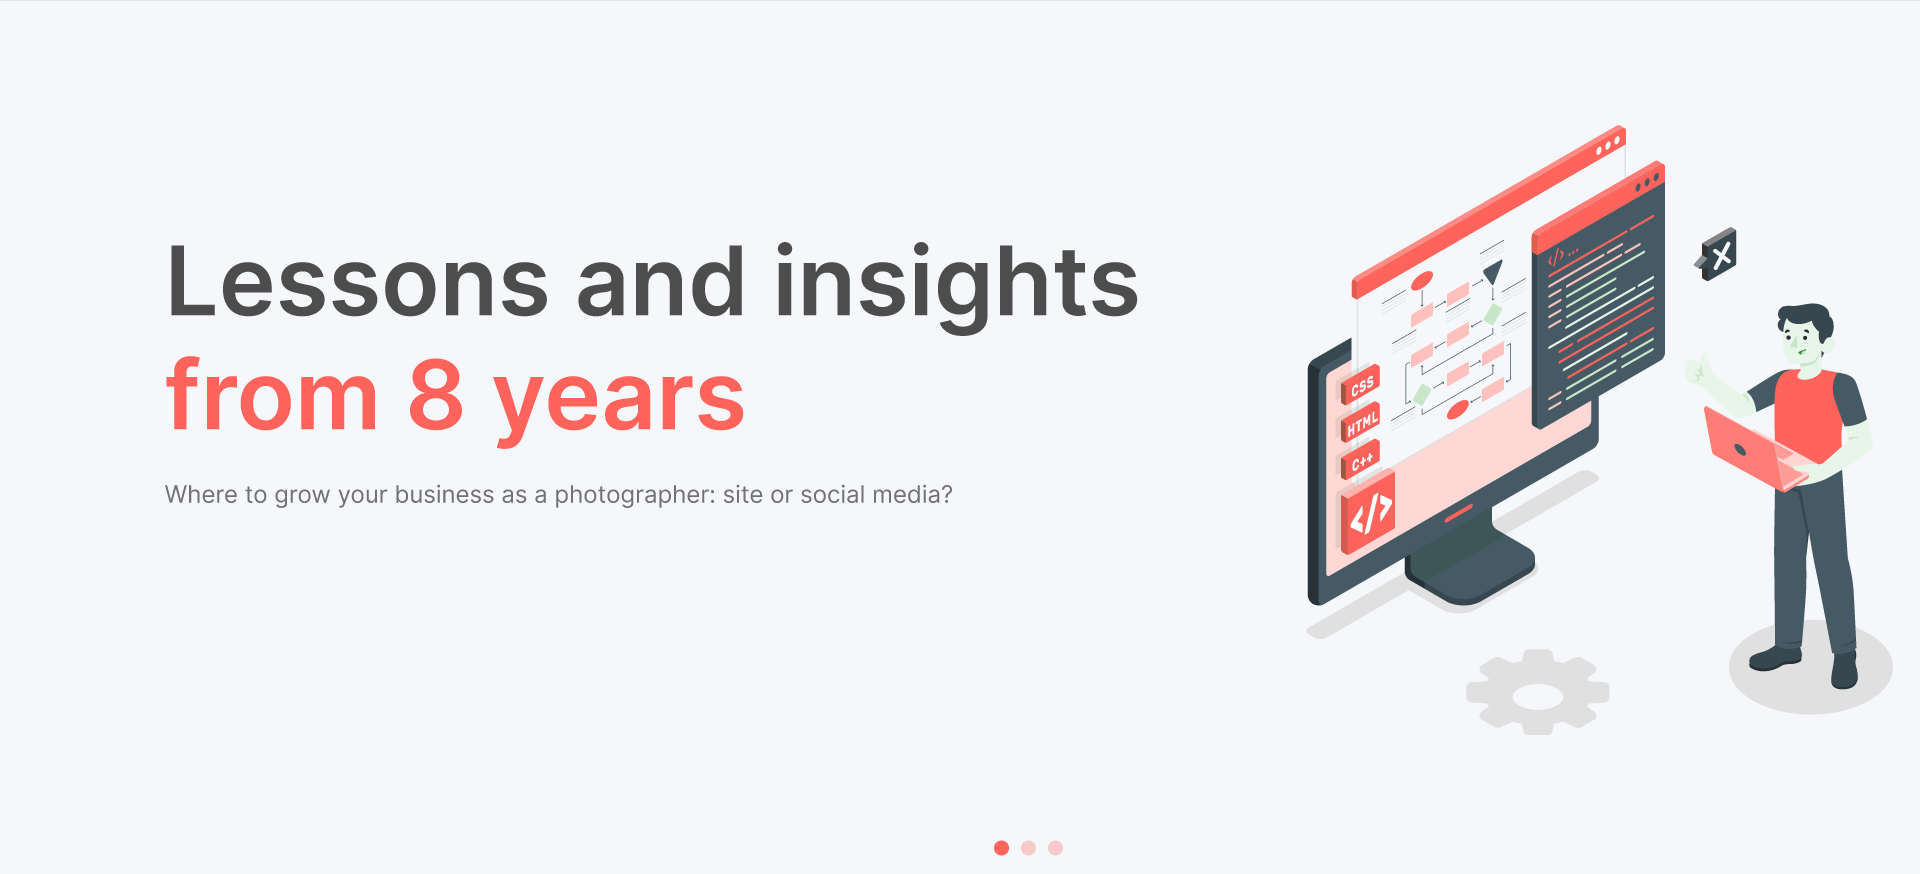 Lessons and insights
from 8 years
Where to grow your business as a photographer: site or social media?
</>...
CSS
HTML
C++
</>
X